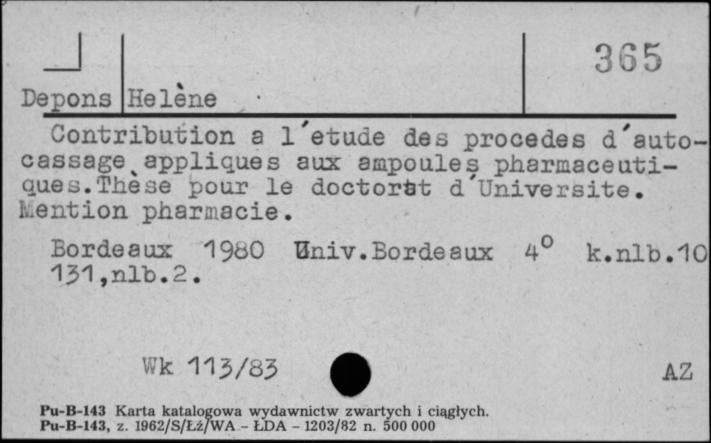 365
Depons Helène
Contribution a l´etude des procedes d´auto-
cassage appliques aux ampoules pharmaceuti-
ques.Thèse pour le doctorat d´Universite.
Mention pharmacie.
Bordeaux 1980 Univ.Bordeaux 4° k.nlb.10
131,nlb.2.
Wk 113/83
AZ
Pu-B-143 Karta katalogowa wydawnictw zwartych i ciągłych.
Pu-B-143, z. 1962/S/Łź/WA - ŁDA - 1203/82 n. 500 000